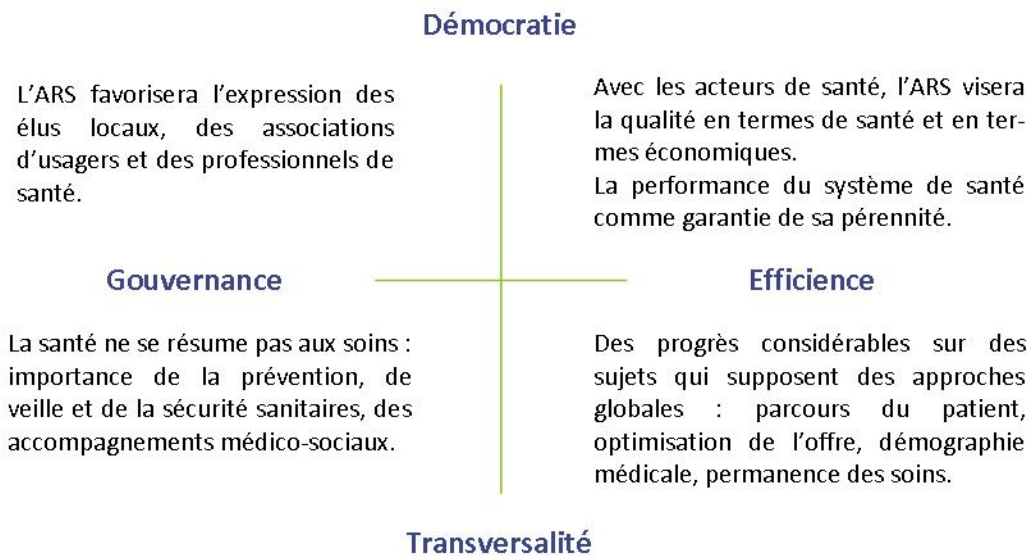 Démocratie
L'ARS favorisera l'expression des
élus locaux, des associations
d'usagers et des professionnels de
santé.
Avec les acteurs de santé, l'ARS visera
la qualité en termes de santé et en ter-
mes économiques.
La performance du système de santé
comme garantie de sa pérennité.
Gouvernance
Efficience
La santé ne se résume pas aux soins :
importance de la prévention, de
veille et de la sécurité sanitaires, des
accompagnements médico-sociaux.
Des progrès considérables sur des
sujets qui supposent des approches
globales : parcours du patient,
optimisation de l'offre, démographie
médicale, permanence des soins.
Transversalité